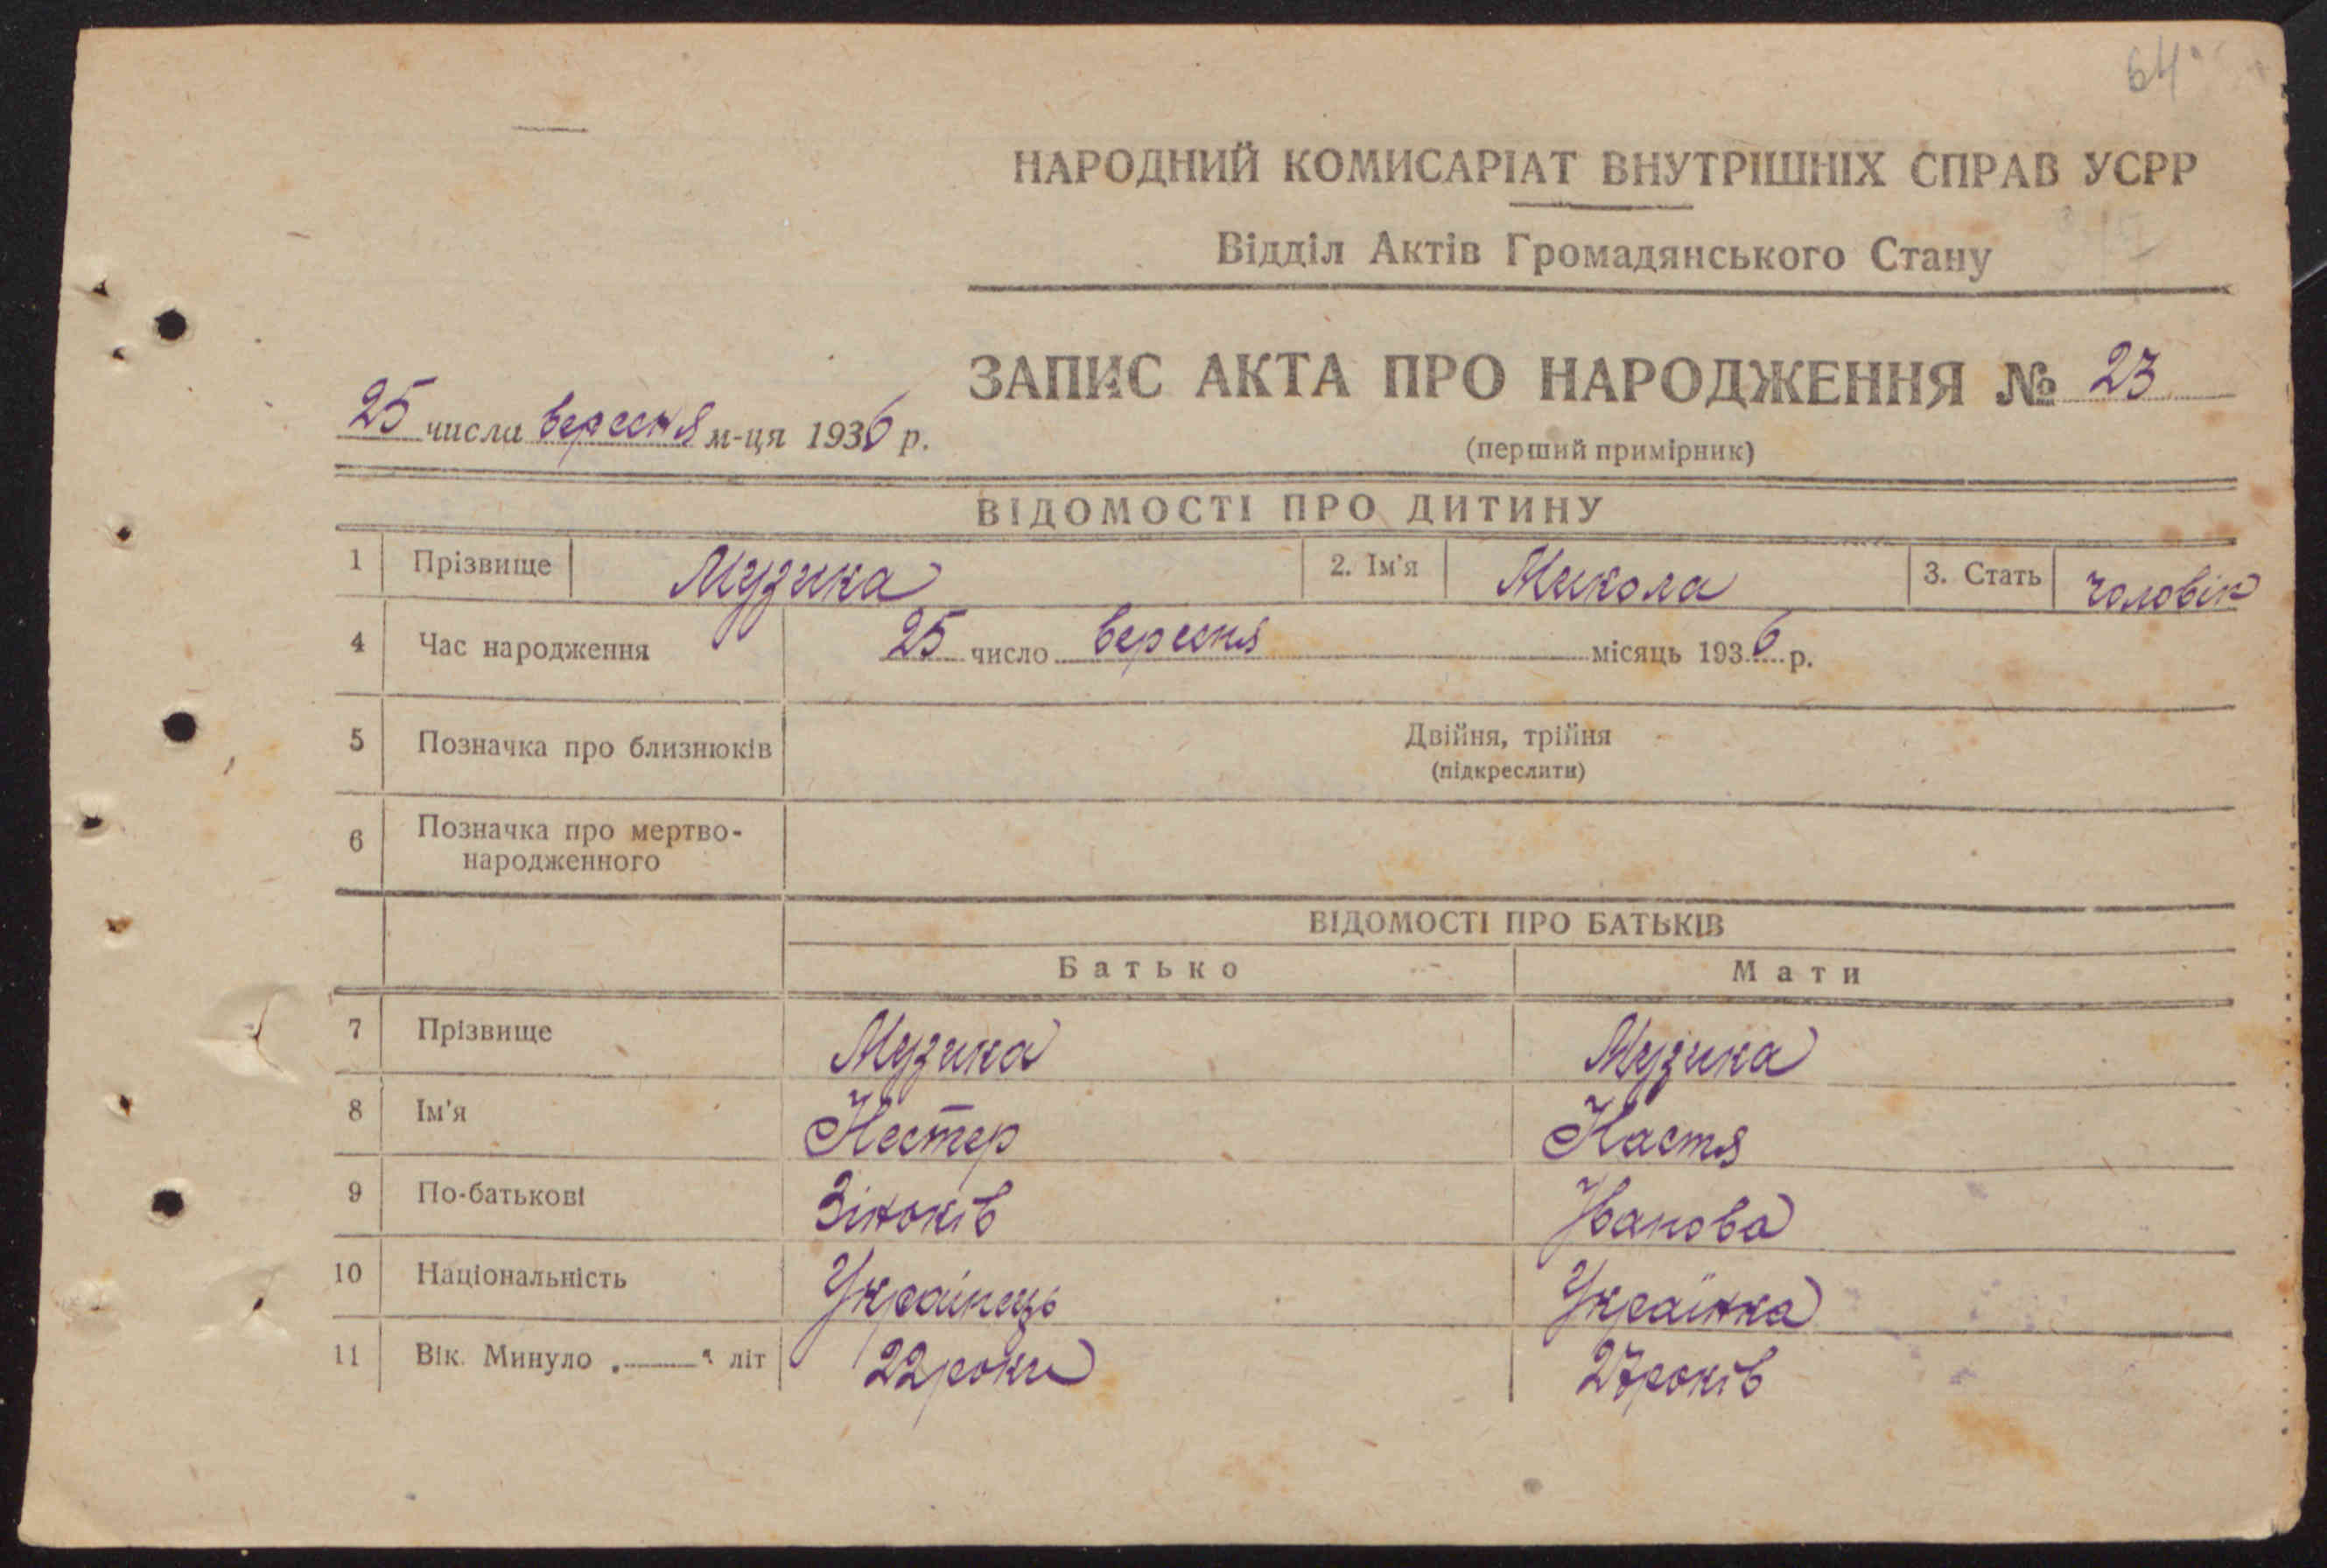 64
НАРОДНИЙ КОМИСАРІАТ ВНУТРІШНІХ СПРАВ УСРР
Відділ Актів Громадянського Стану
ЗАПИС АКТА ПРО НАРОДЖЕННЯ № 23
25 числа вересня м-ця 1936 р.
(перший примірник)
ВІДОМОСТІ ПРО ДИТИНУ
1 Прізвище Музика 2. Ім'я Микола 3. Стать чоловік
4 Час народження 25 число вересня місяць 1936 р.
5 Позначка про близнюків Двійня, трійня
(підкреслити)
6 Позначка про мертво-
народженного
ВІДОМОСТІ ПРО БАТЬКІВ
Батько Мати
7 Прізвище Музика Музика
8 Ім'я Нестер Настя
9 По-батькові Зіньків Іванова
10 Національність Українець Українка
11 Вік. Минуло . літ 22 роки 27 років